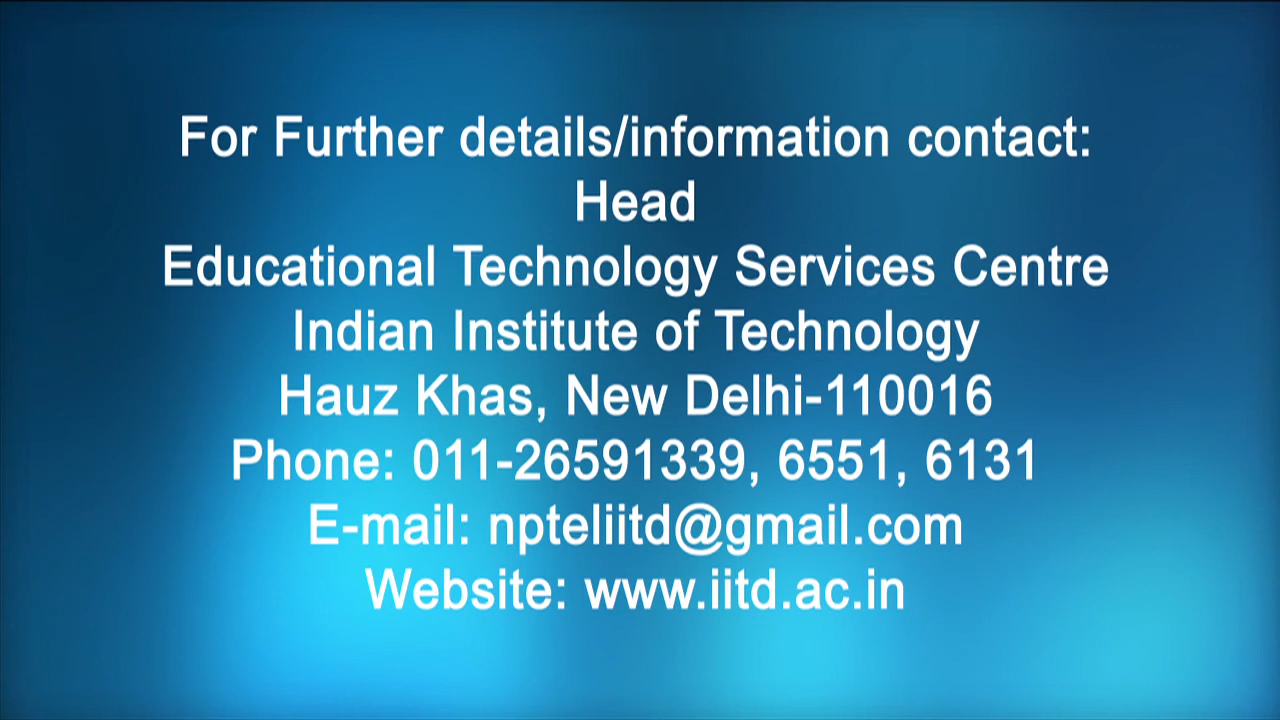 For Further details/information contact:
Head
Educational Technology Services Centre
Indian Institute of Technology
Hauz Khas, New Delhi-110016
Phone: 011-26591339, 6551, 6131
E-mail: npteliitd@gmail.com
Website: www.iitd.ac.in